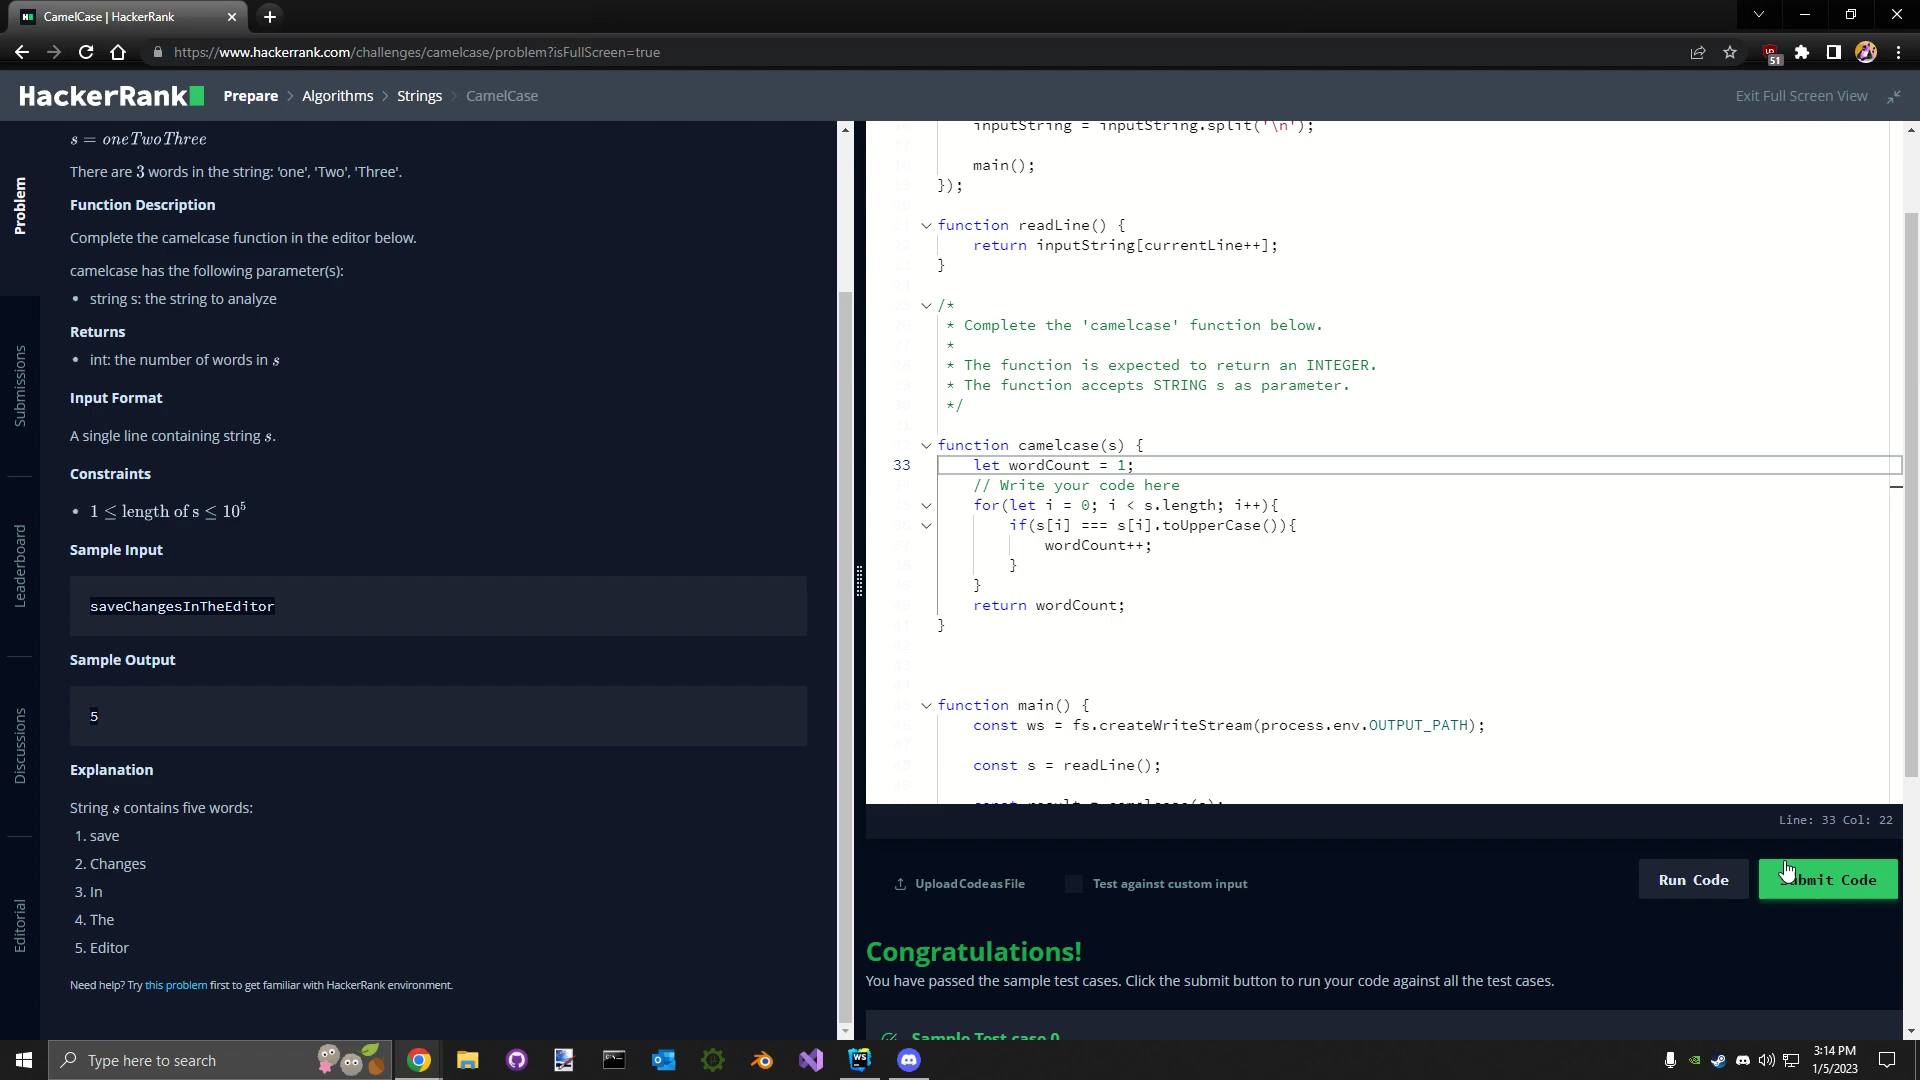 CamelCase | HackerRank
https://www.hackerrank.com/challenges/camelcase/problem?isFullScreen=true
51
HackerRank Prepare > Algorithms > Strings > CamelCase
Exit Full Screen View
Problem
Submissions
Leaderboard
Discussions
Editorial
s = oneTwoThree
There are 3 words in the string: 'one', 'Two', 'Three'.
Function Description
Complete the camelcase function in the editor below.
camelcase has the following parameter(s):
• string s: the string to analyze
Returns
• int: the number of words in s
Input Format
A single line containing string s.
Constraints
• 1 ≤ length of s ≤ 10⁵
Sample Input
saveChangesInTheEditor
Sample Output
5
Explanation
String s contains five words:
1. save
2. Changes
3. In
4. The
5. Editor
Need help? Try this problem first to get familiar with HackerRank environment.
inputString = inputString.split('\n');
main();
});
function readLine() {
return inputString[currentLine++];
}
/*
* Complete the 'camelcase' function below.
*
* The function is expected to return an INTEGER.
* The function accepts STRING s as parameter.
*/
function camelcase(s) {
33 let wordCount = 1;
// Write your code here
for(let i = 0; i < s.length; i++){
if(s[i] === s[i].toUpperCase()){
wordCount++;
}
}
return wordCount;
}
function main() {
const ws = fs.createWriteStream(process.env.OUTPUT_PATH);
const s = readLine();
const result = camelcase(s);
Line: 33 Col: 22
Upload Code as File
Test against custom input
Run Code
Submit Code
Congratulations!
You have passed the sample test cases. Click the submit button to run your code against all the test cases.
Sample Test case 0
Type here to search
3:14 PM
1/5/2023